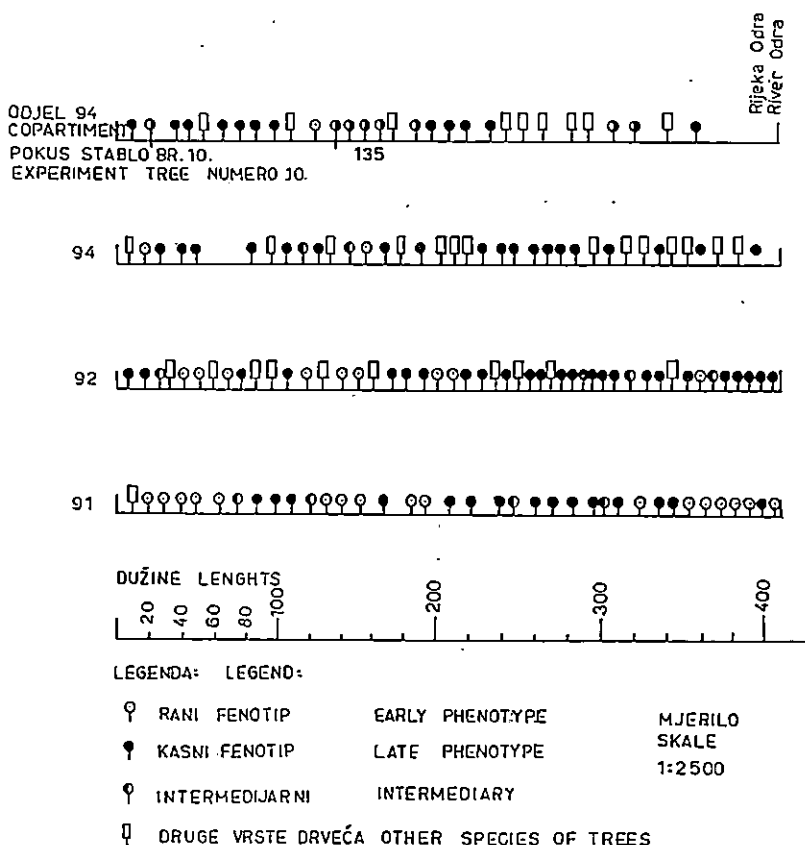 Rijeka Odra
River Odra
ODJEL 94
COPARTIMENT
POKUS STABLO BR. 10.
135
EXPERIMENT TREE NUMERO 10.
94
92
91
DUŽINE LENGHTS
20 40 60 80 100 200 300 400
LEGENDA: LEGEND:
RANI FENOTIP EARLY PHENOTYPE
KASNI FENOTIP LATE PHENOTYPE
INTERMEDIJARNI INTERMEDIARY
DRUGE VRSTE DRVEĆA OTHER SPECIES OF TREES
MJERILO
SKALE
1:2500